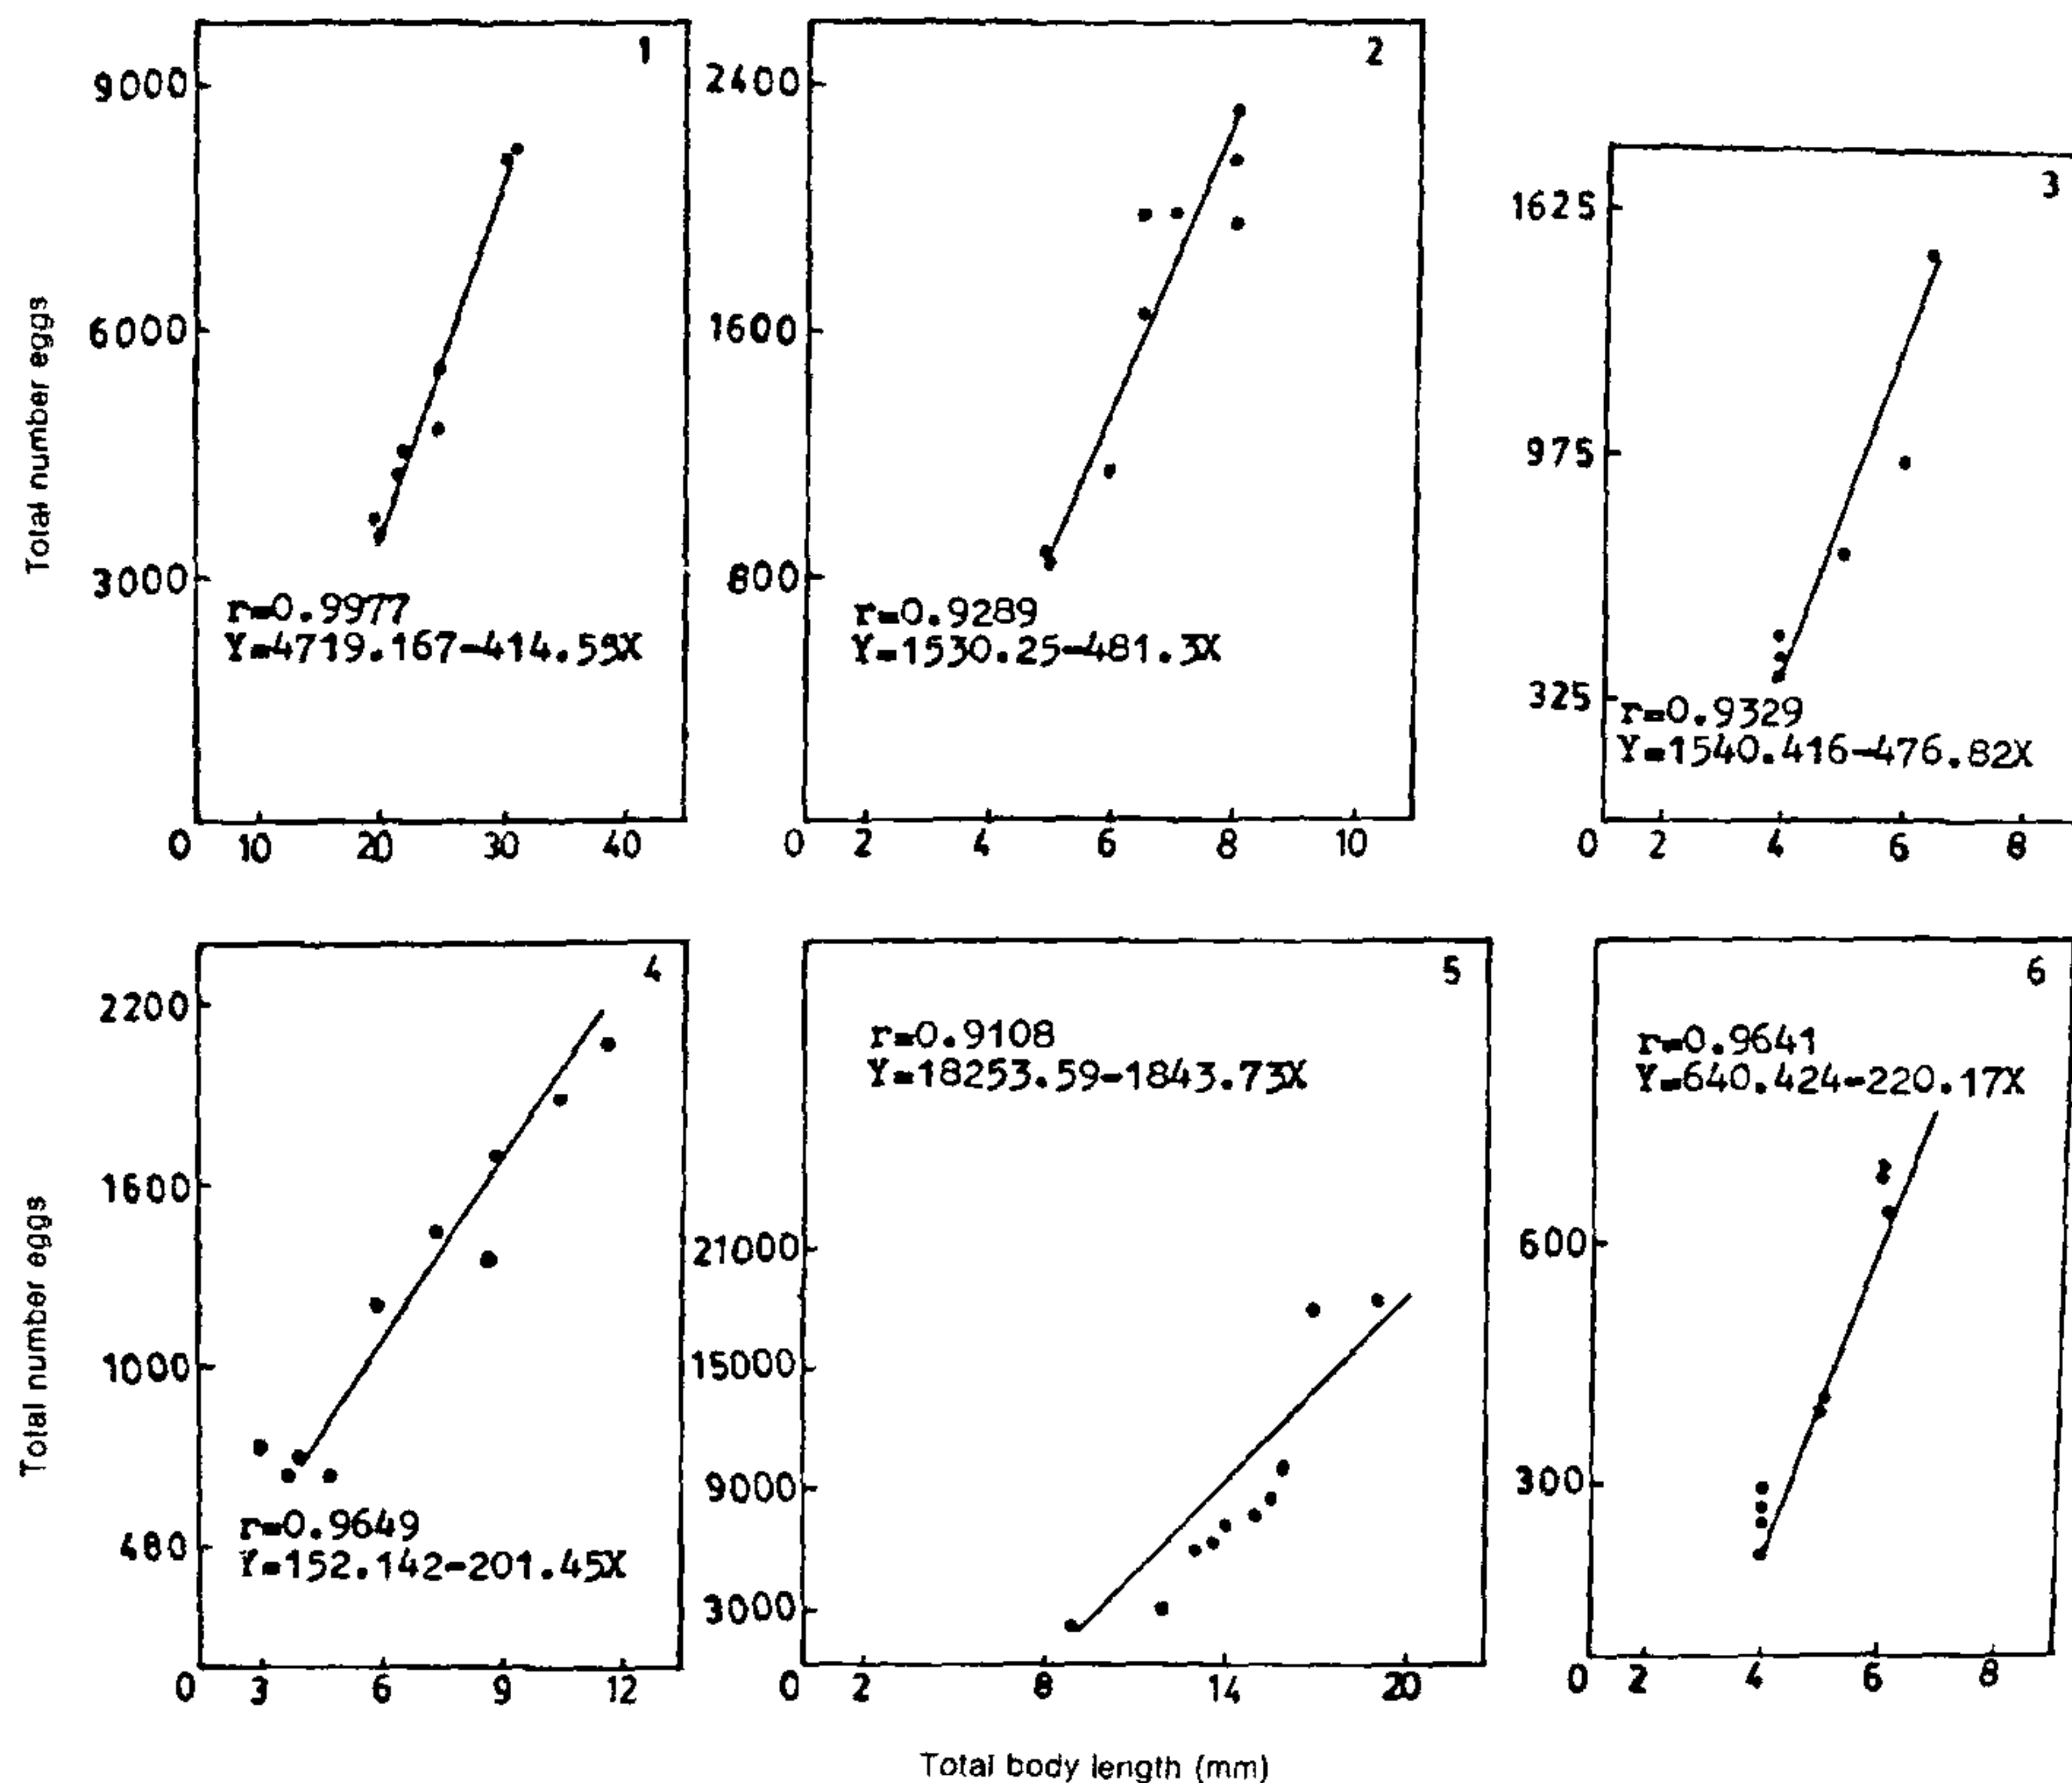 1
9000
6000
3000
r=0.9977
Y=4719.167-414.59X
0 10 20 30 40
2
2400
1600
800
r=0.9289
Y=1530.25-481.3X
0 2 4 6 8 10
3
1625
975
325
r=0.9329
Y=1540.416-476.82X
0 2 4 6 8
Total number eggs
4
2200
1600
1000
480
r=0.9649
Y=152.142-201.45X
0 3 6 9 12
5
r=0.9108
Y=18253.59-1843.73X
21000
15000
9000
3000
0 2 8 14 20
6
r=0.9641
Y=640.424-220.17X
600
300
0 2 4 6 8
Total number eggs
Total body length (mm)